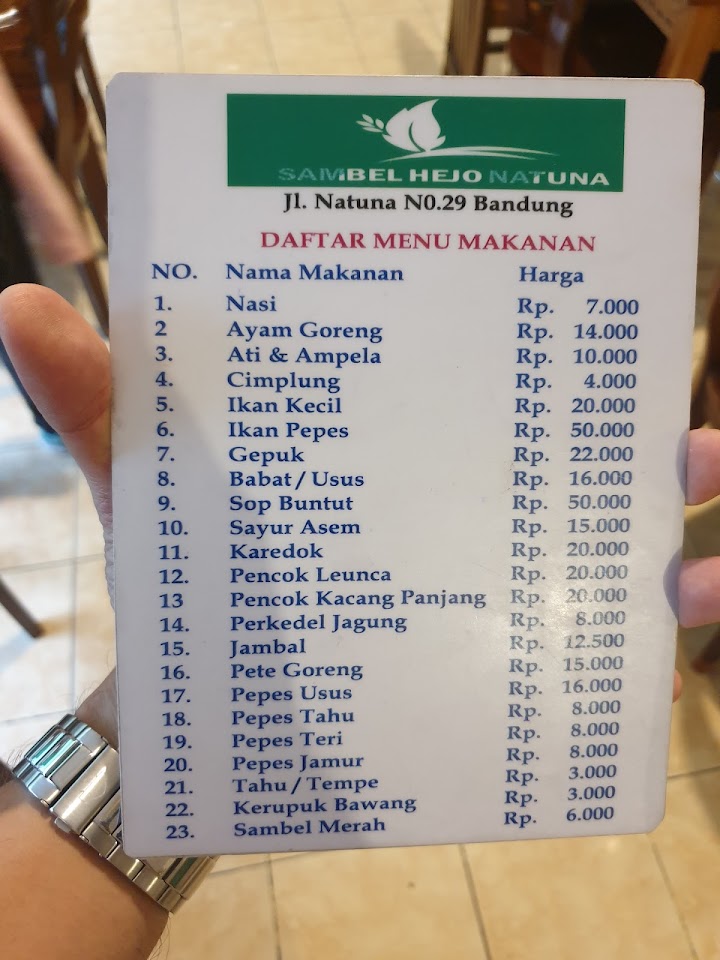 SAMBEL HEJO NATUNA
Jl. Natuna N0.29 Bandung
DAFTAR MENU MAKANAN
NO. Nama Makanan Harga
1. Nasi Rp. 7.000
2 Ayam Goreng Rp. 14.000
3. Ati & Ampela Rp. 10.000
4. Cimplung Rp. 4.000
5. Ikan Kecil Rp. 20.000
6. Ikan Pepes Rp. 50.000
7. Gepuk Rp. 22.000
8. Babat / Usus Rp. 16.000
9. Sop Buntut Rp. 50.000
10. Sayur Asem Rp. 15.000
11. Karedok Rp. 20.000
12. Pencok Leunca Rp. 20.000
13 Pencok Kacang Panjang Rp. 20.000
14. Perkedel Jagung Rp. 8.000
15. Jambal Rp. 12.500
16. Pete Goreng Rp. 15.000
17. Pepes Usus Rp. 16.000
18. Pepes Tahu Rp. 8.000
19. Pepes Teri Rp. 8.000
20. Pepes Jamur Rp. 8.000
21. Tahu / Tempe Rp. 3.000
22. Kerupuk Bawang Rp. 3.000
23. Sambel Merah Rp. 6.000